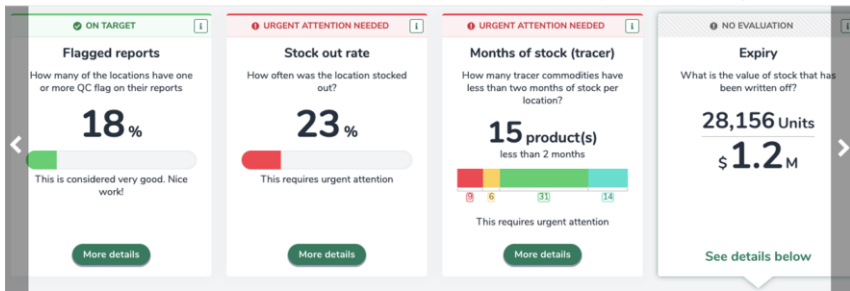 ON TARGET
i
Flagged reports
How many of the locations have one
or more QC flag on their reports
18 %
This is considered very good. Nice
work!
More details
URGENT ATTENTION NEEDED
i
Stock out rate
How often was the location stocked
out?
23 %
This requires urgent attention
More details
URGENT ATTENTION NEEDED
i
Months of stock (tracer)
How many tracer commodities have
less than two months of stock per
location?
15 product(s)
less than 2 months
9 6 31 14
This requires urgent attention
More details
NO EVALUATION
i
Expiry
What is the value of stock that has
been written off?
28,156 Units
$ 1.2 M
See details below